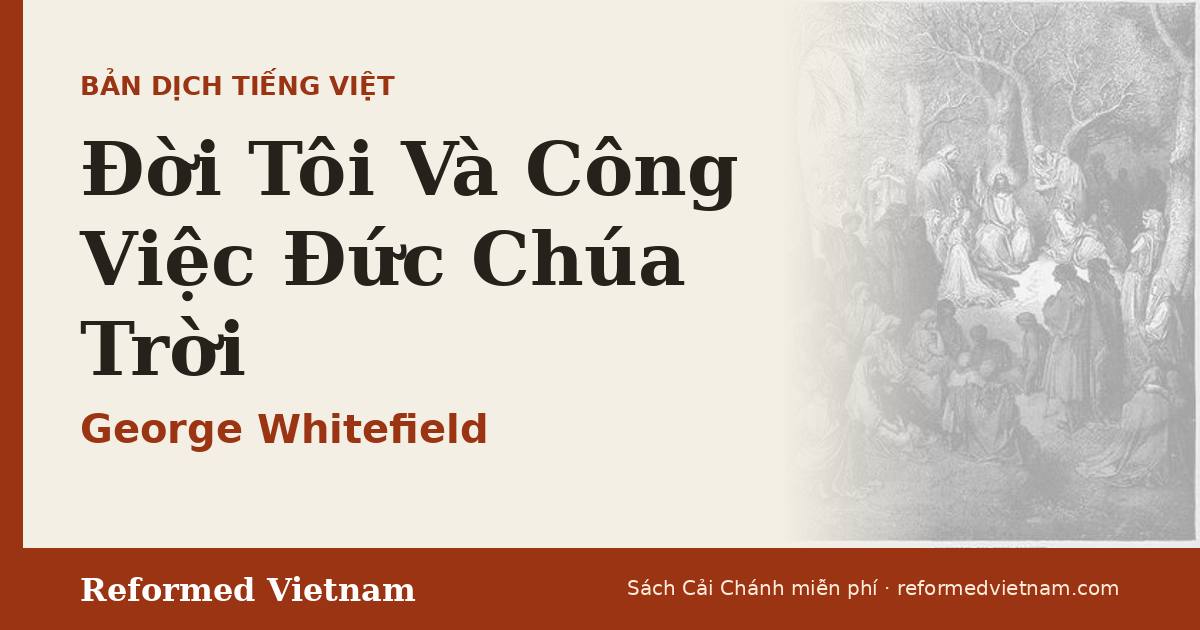 BẢN DỊCH TIẾNG VIỆT
Đời Tôi Và Công
Việc Đức Chúa
Trời
George Whitefield
Reformed Vietnam
Sách Cải Chánh miễn phí · reformedvietnam.com